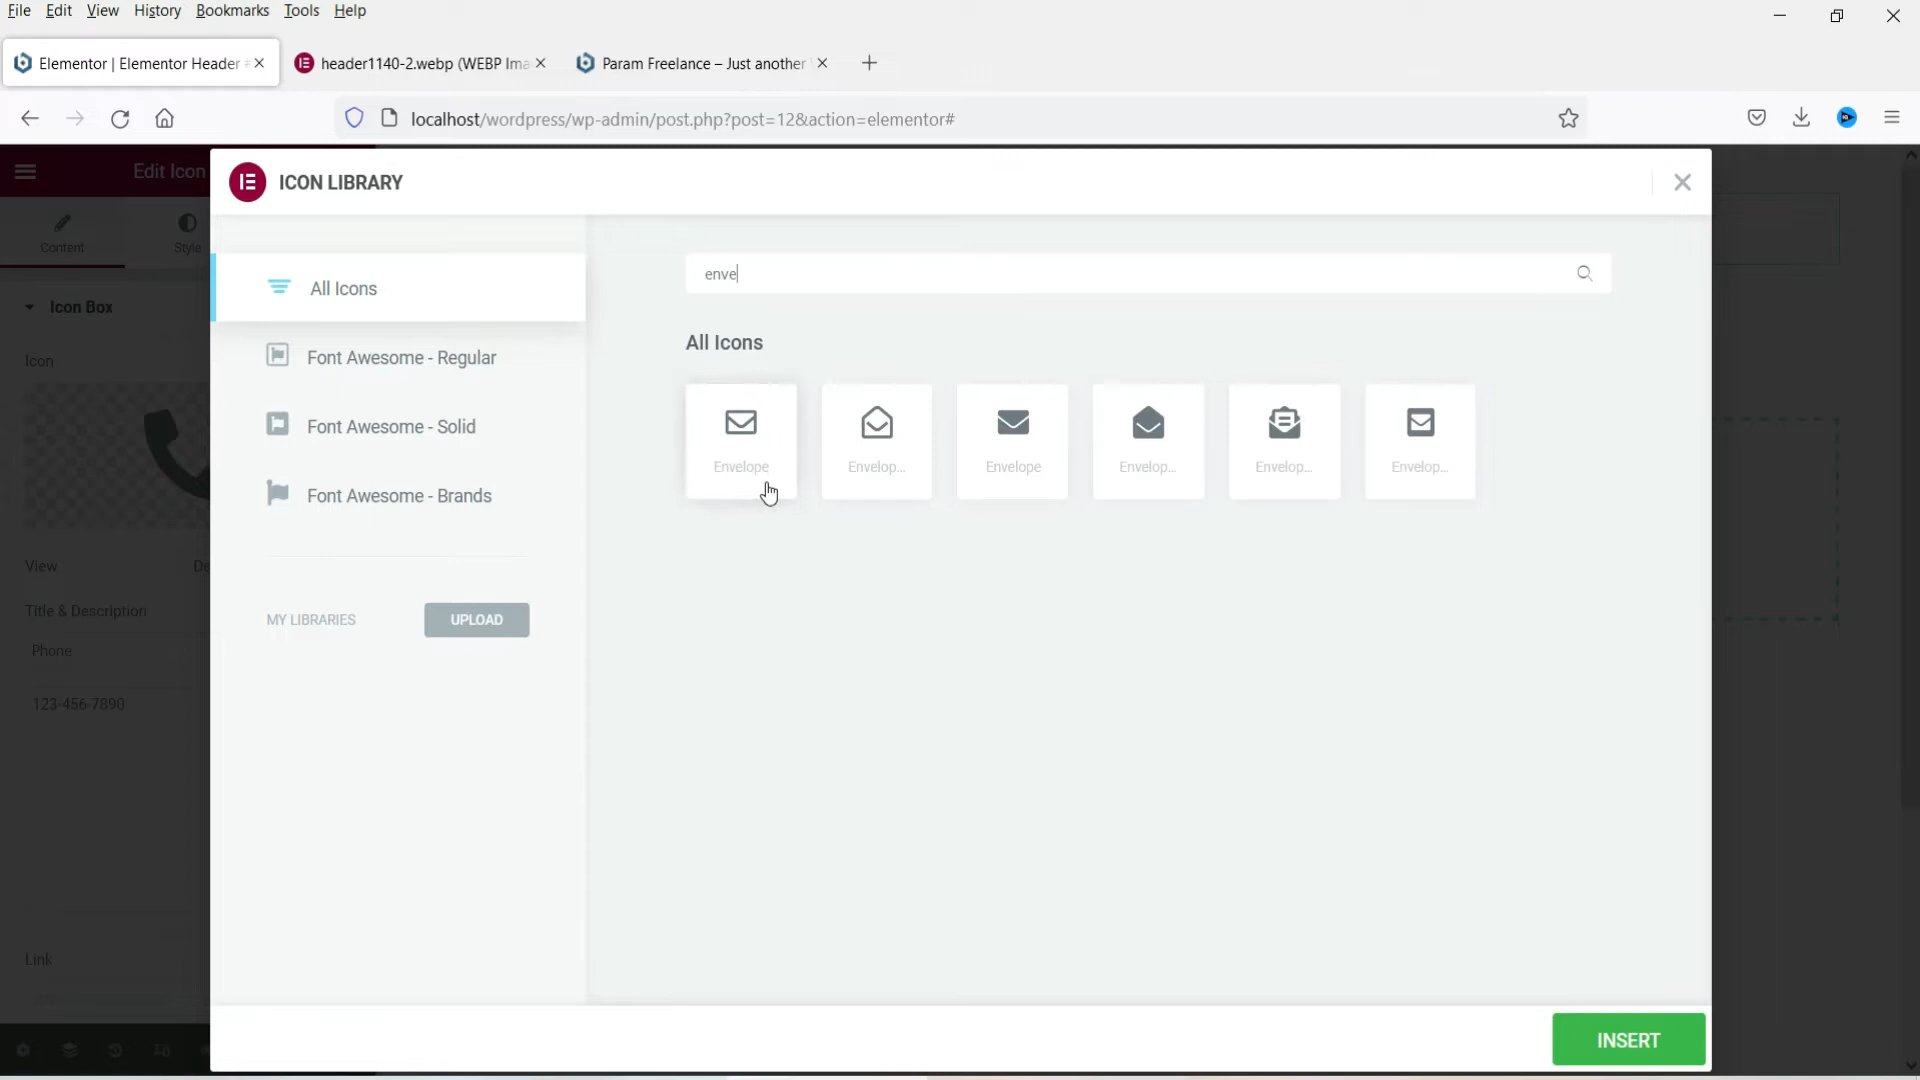 File Edit View History Bookmarks Tools Help
Elementor | Elementor Header
header1140-2.webp (WEBP Ima
Param Freelance – Just another
localhost/wordpress/wp-admin/post.php?post=12&action=elementor#
Edit Icon
ICON LIBRARY
Content
Style
Icon Box
Icon
View
De
Title & Description
Phone
123-456-7890
Link
All Icons
Font Awesome - Regular
Font Awesome - Solid
Font Awesome - Brands
MY LIBRARIES
UPLOAD
enve
All Icons
Envelope
Envelop...
Envelope
Envelop...
Envelop...
Envelop...
INSERT